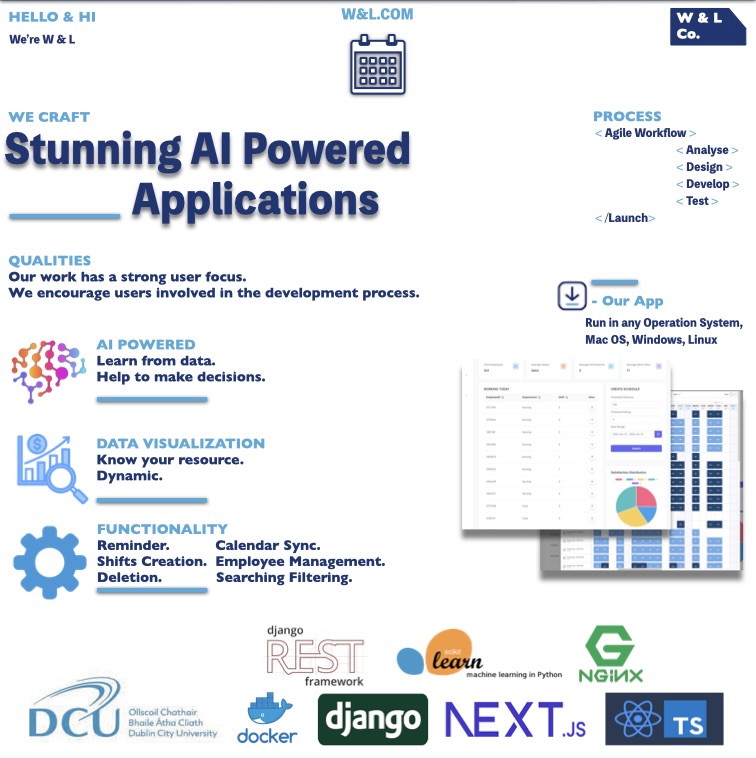 HELLO & HI
We're W & L
W&L.COM
W & L
Co.
WE CRAFT
Stunning AI Powered
Applications
PROCESS
< Agile Workflow >
< Analyse >
< Design >
< Develop >
< Test >
< /Launch>
QUALITIES
Our work has a strong user focus.
We encourage users involved in the development process.
- Our App
Run in any Operation System,
Mac OS, Windows, Linux
AI POWERED
Learn from data.
Help to make decisions.
DATA VISUALIZATION
Know your resource.
Dynamic.
FUNCTIONALITY
Reminder. Calendar Sync.
Shifts Creation. Employee Management.
Deletion. Searching Filtering.
WORKING TODAY
CREATE SCHEDULE
django
REST
framework
scikit
learn
machine learning in Python
NGINX
DCU
Ollscoil Chathair
Bhaile Átha Cliath
Dublin City University
docker
django
NEXT.JS
TS